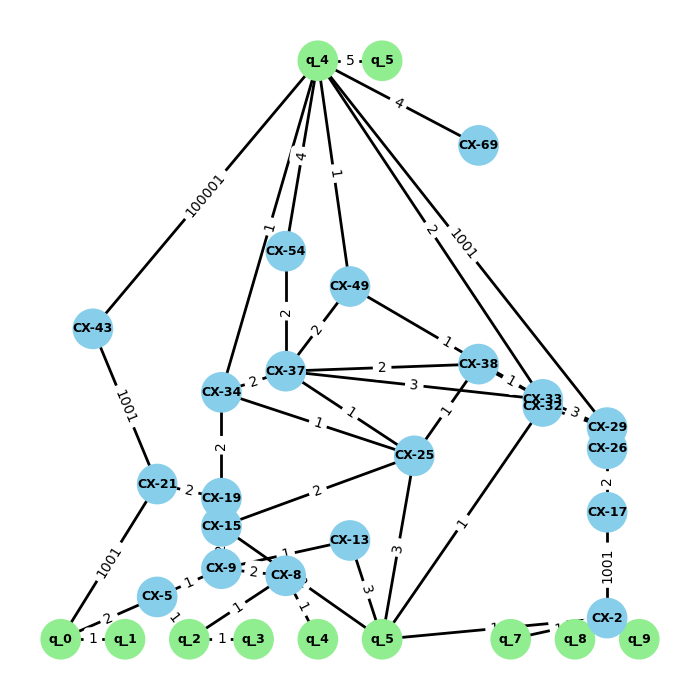 q_4 5 q_5
4
CX-69
4
1
100001
1
2
1001
CX-54
CX-49
2
2
CX-43
1
CX-38
CX-37 2 1
2 3
CX-34
CX-33
CX-32
3 CX-29
1001
1 1 1
CX-26
2
CX-25
2
CX-21 2 CX-19
2
CX-17
CX-15
1
3
CX-13
1
1001
1001
CX-9 2 CX-8
1
3
CX-5
1
1
2 1
CX-2
1
q_0 1 q_1
q_2 1 q_3
q_4
q_5
q_7
q_8
q_9